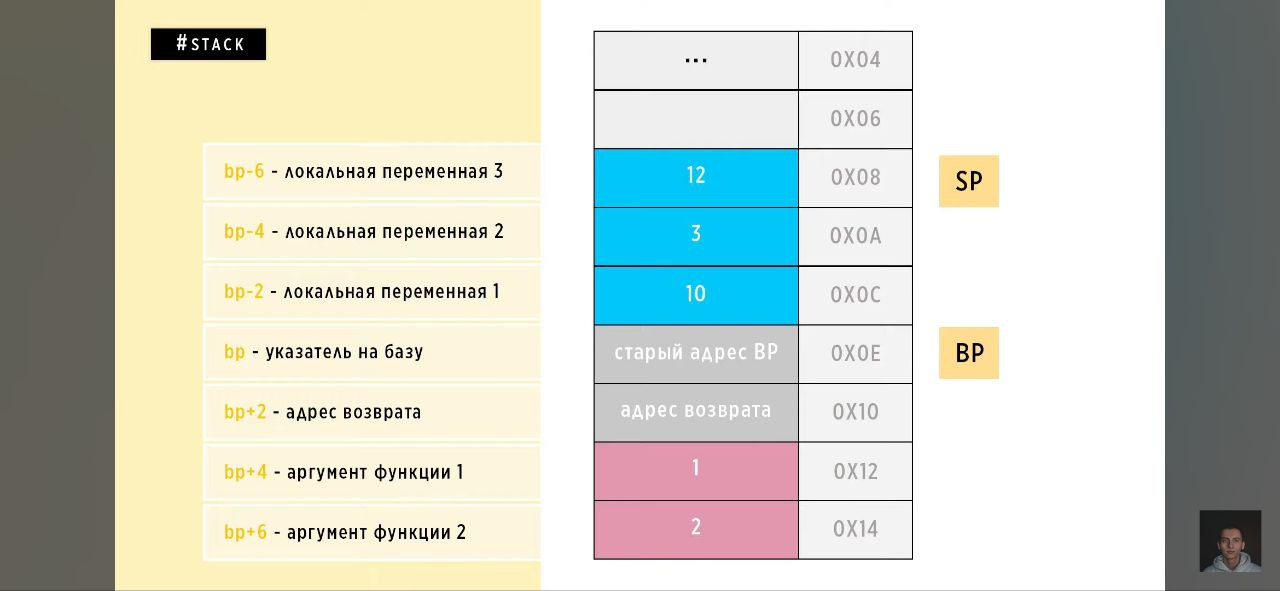 #STACK
bp-6 - локальная переменная 3
bp-4 - локальная переменная 2
bp-2 - локальная переменная 1
bp - указатель на базу
bp+2 - адрес возврата
bp+4 - аргумент функции 1
bp+6 - аргумент функции 2
... 0X04
0X06
12 0X08 SP
3 0X0A
10 0X0C
старый адрес BP 0X0E BP
адрес возврата 0X10
1 0X12
2 0X14